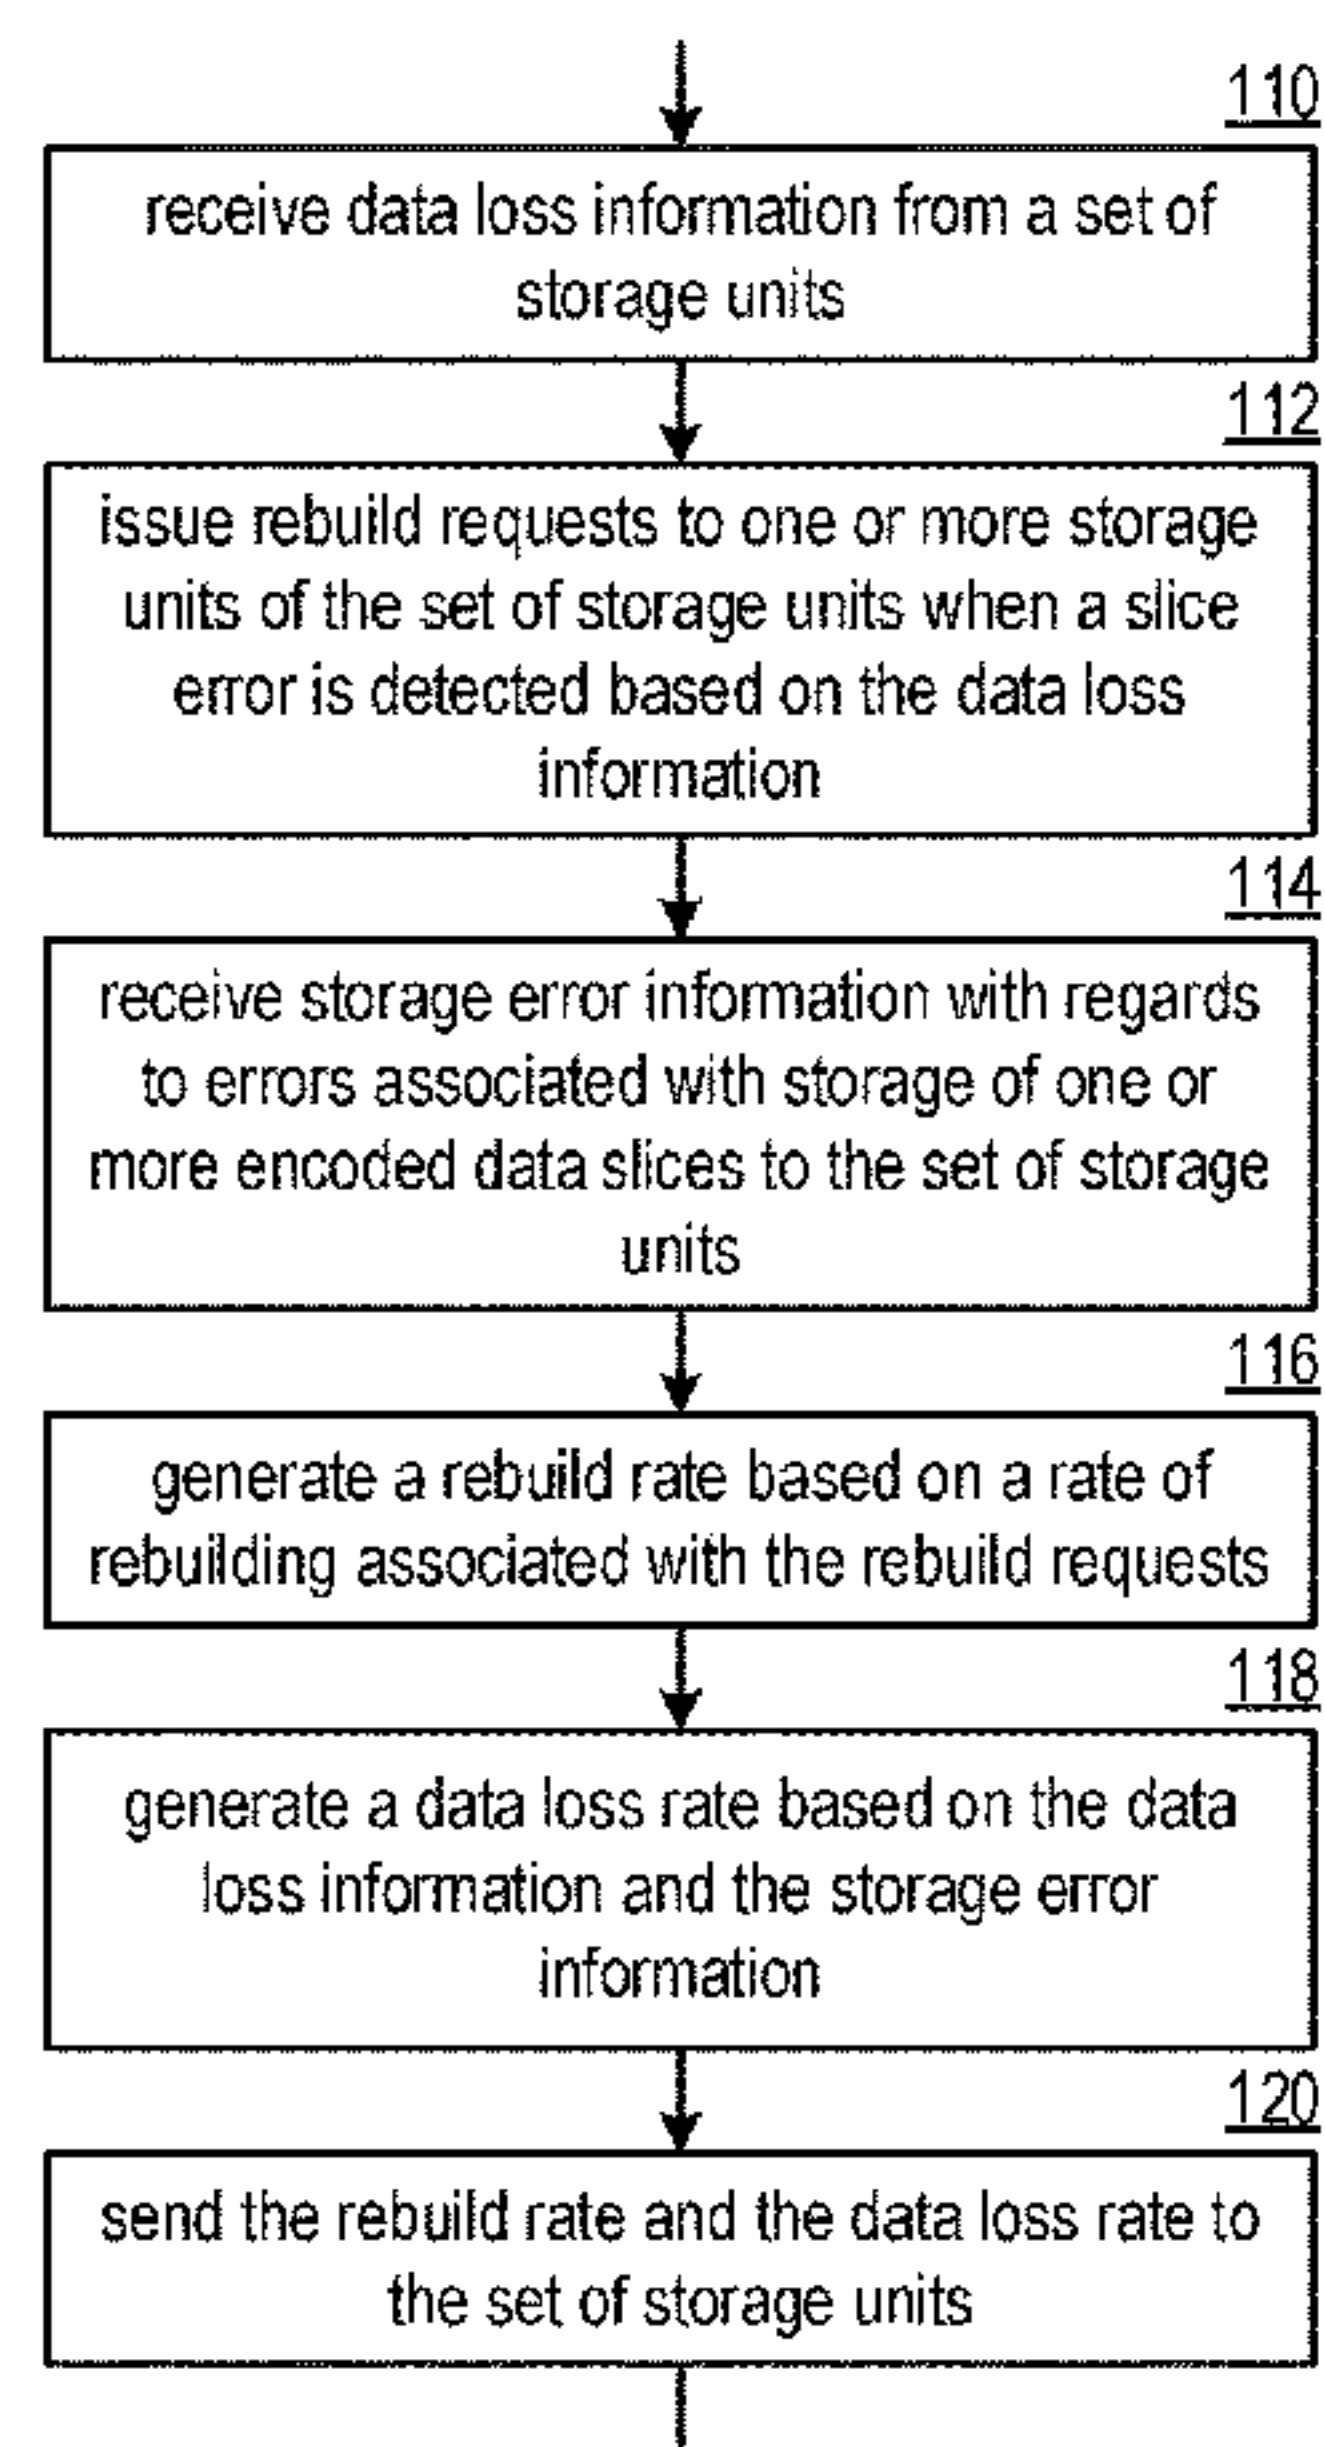 110
receive data loss information from a set of
storage units
112
issue rebuild requests to one or more storage
units of the set of storage units when a slice
error is detected based on the data loss
information
114
receive storage error information with regards
to errors associated with storage of one or
more encoded data slices to the set of storage
units
116
generate a rebuild rate based on a rate of
rebuilding associated with the rebuild requests
118
generate a data loss rate based on the data
loss information and the storage error
information
120
send the rebuild rate and the data loss rate to
the set of storage units